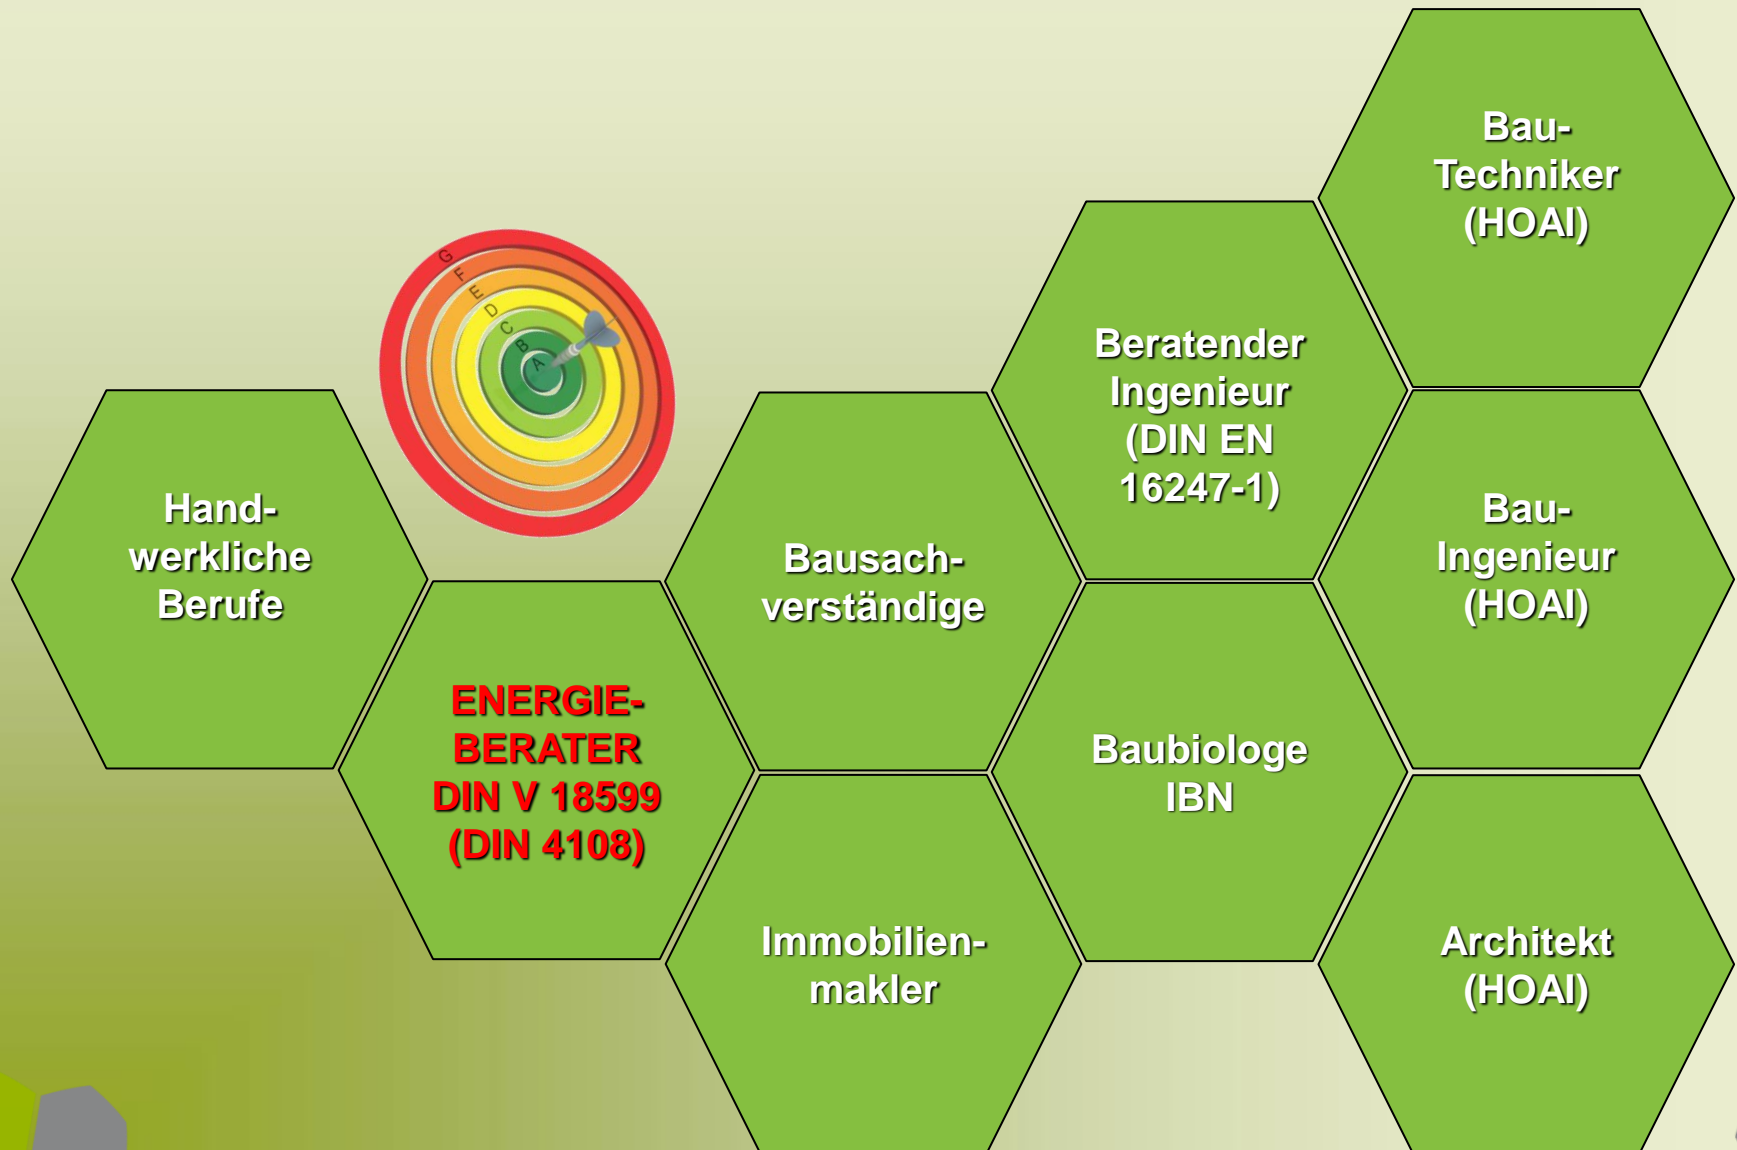 Bau-
Techniker
(HOAI)
Beratender
Ingenieur
(DIN EN
16247-1)
G
F
E
D
C
B
A
Hand-
werkliche
Berufe
Bausach-
verständige
Bau-
Ingenieur
(HOAI)
ENERGIE-
BERATER
DIN V 18599
(DIN 4108)
Baubiologe
IBN
Immobilien-
makler
Architekt
(HOAI)